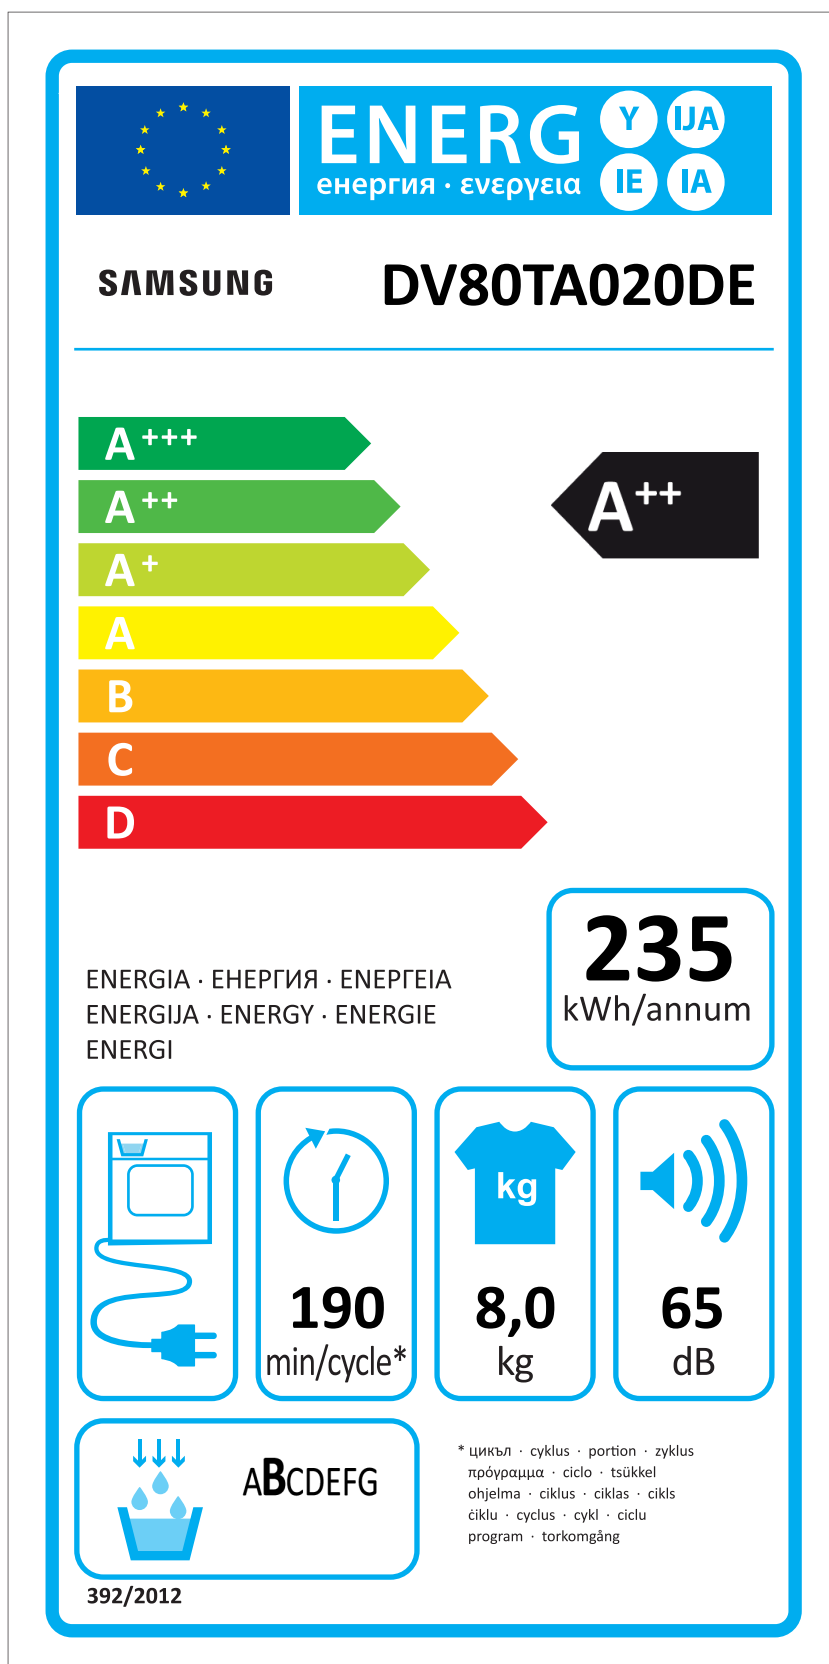 ENERG
Y IJA
енергия · ενεργεια
IE IA
SAMSUNG
DV80TA020DE
A+++
A++
A++
A+
A
B
C
D
235
kWh/annum
ENERGIA · ЕНЕРГИЯ · ΕΝΕΡΓΕΙΑ
ENERGIJA · ENERGY · ENERGIE
ENERGI
190
min/cycle*
kg
8,0
kg
65
dB
ABCDEFG
* цикъл · cyklus · portion · zyklus
πρόγραμμα · ciclo · tsükkel
ohjelma · ciklus · ciklas · cikls
ċiklu · cyclus · cykl · ciclu
program · torkomgång
392/2012